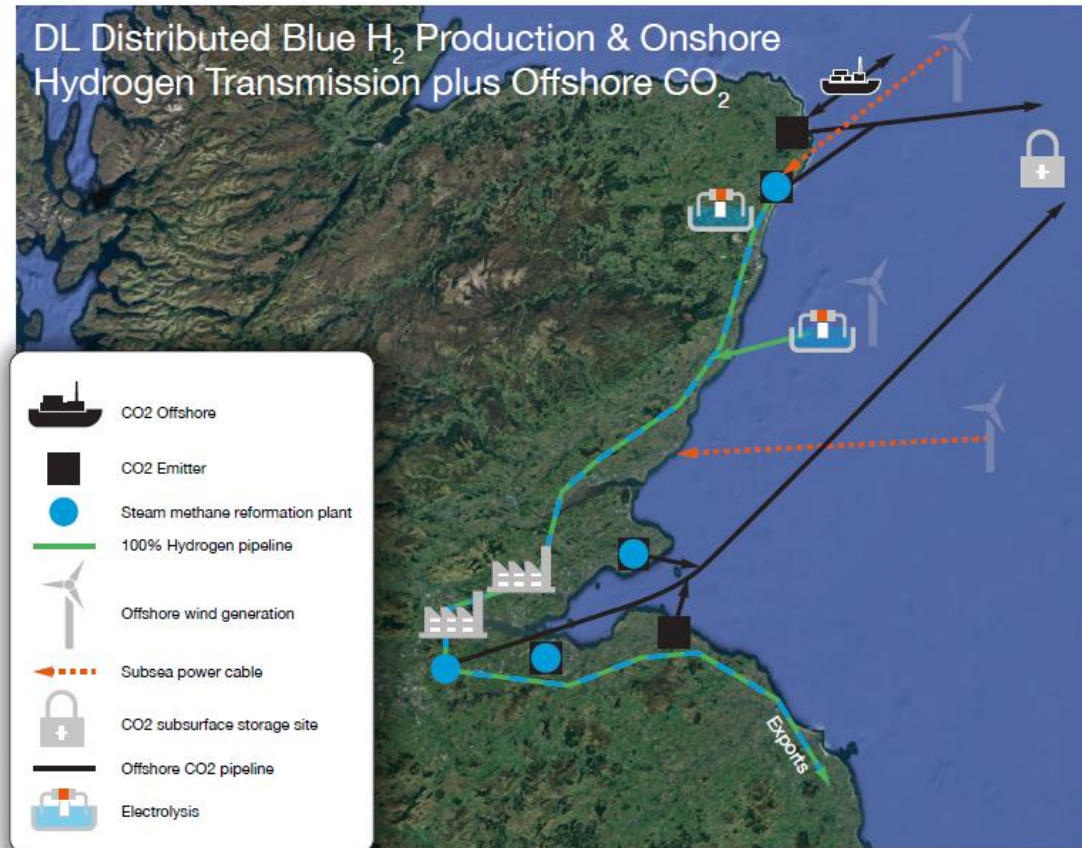 DL Distributed Blue H₂ Production & Onshore
Hydrogen Transmission plus Offshore CO₂
CO2 Offshore
CO2 Emitter
Steam methane reformation plant
100% Hydrogen pipeline
Offshore wind generation
Subsea power cable
CO2 subsurface storage site
Offshore CO2 pipeline
Electrolysis
Exports